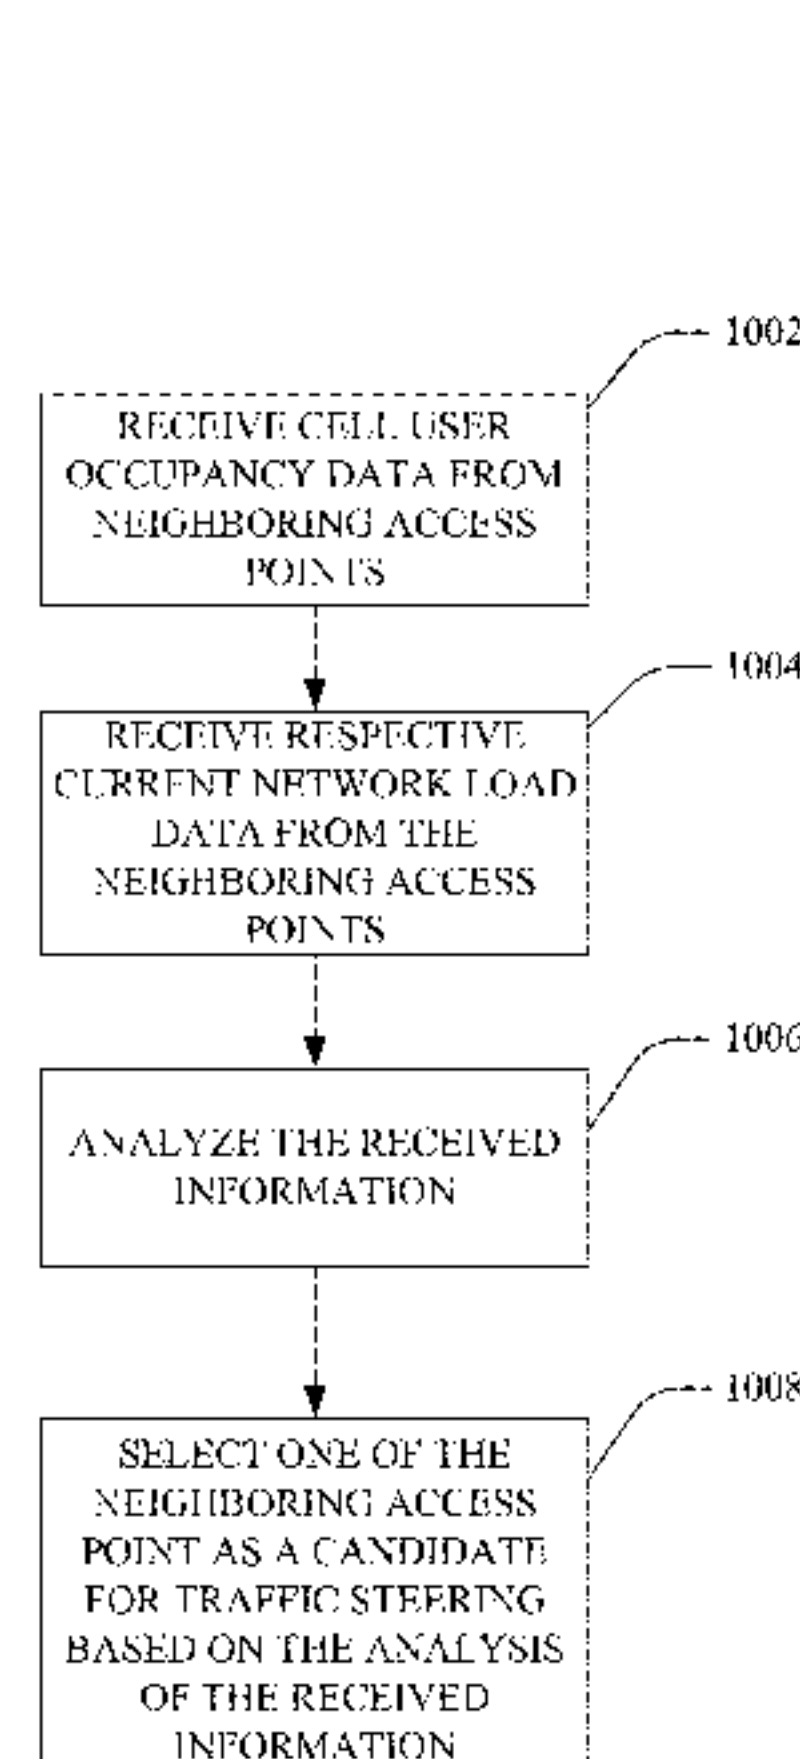 1002
RECEIVE CELL USER
OCCUPANCY DATA FROM
NEIGHBORING ACCESS
POINTS
1004
RECEIVE RESPECTIVE
CURRENT NETWORK LOAD
DATA FROM THE
NEIGHBORING ACCESS
POINTS
1006
ANALYZE THE RECEIVED
INFORMATION
1008
SELECT ONE OF THE
NEIGHBORING ACCESS
POINT AS A CANDIDATE
FOR TRAFFIC STEERING
BASED ON THE ANALYSIS
OF THE RECEIVED
INFORMATION